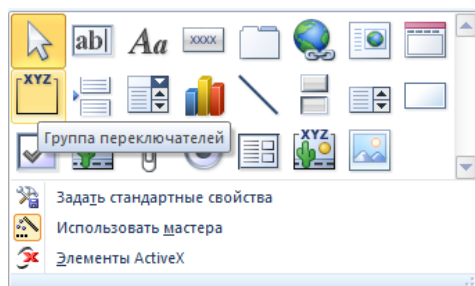 ab
Aa
XXXX
XYZ
XYZ
Группа переключателей
Задать стандартные свойства
Использовать мастера
Элементы ActiveX